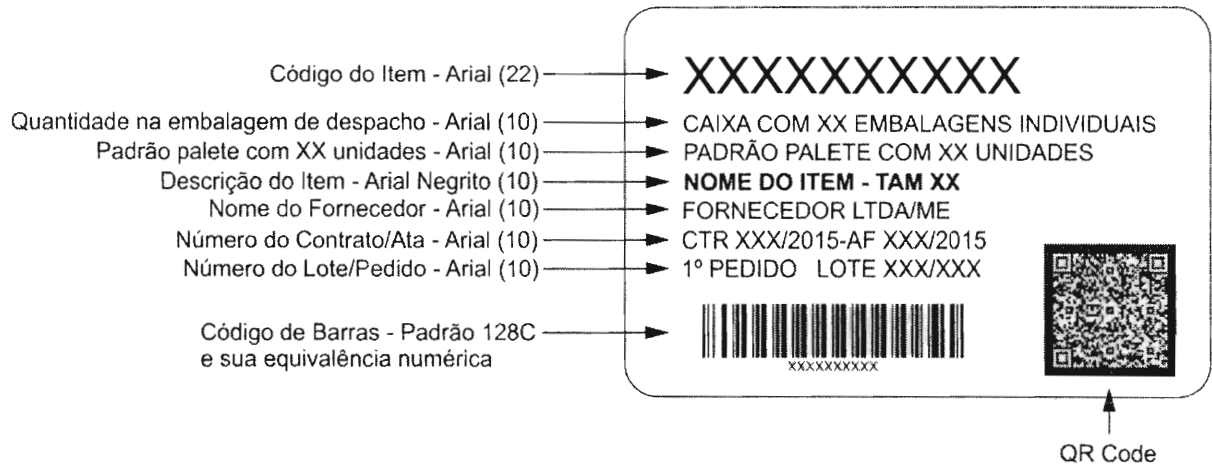 Código do Item - Arial (22)
XXXXXXXXXX
Quantidade na embalagem de despacho - Arial (10)
CAIXA COM XX EMBALAGENS INDIVIDUAIS
Padrão palete com XX unidades - Arial (10)
PADRÃO PALETE COM XX UNIDADES
Descrição do Item - Arial Negrito (10)
NOME DO ITEM - TAM XX
Nome do Fornecedor - Arial (10)
FORNECEDOR LTDA/ME
Número do Contrato/Ata - Arial (10)
CTR XXX/2015-AF XXX/2015
Número do Lote/Pedido - Arial (10)
1º PEDIDO LOTE XXX/XXX
Código de Barras - Padrão 128C
e sua equivalência numérica
XXXXXXXXXX
QR Code